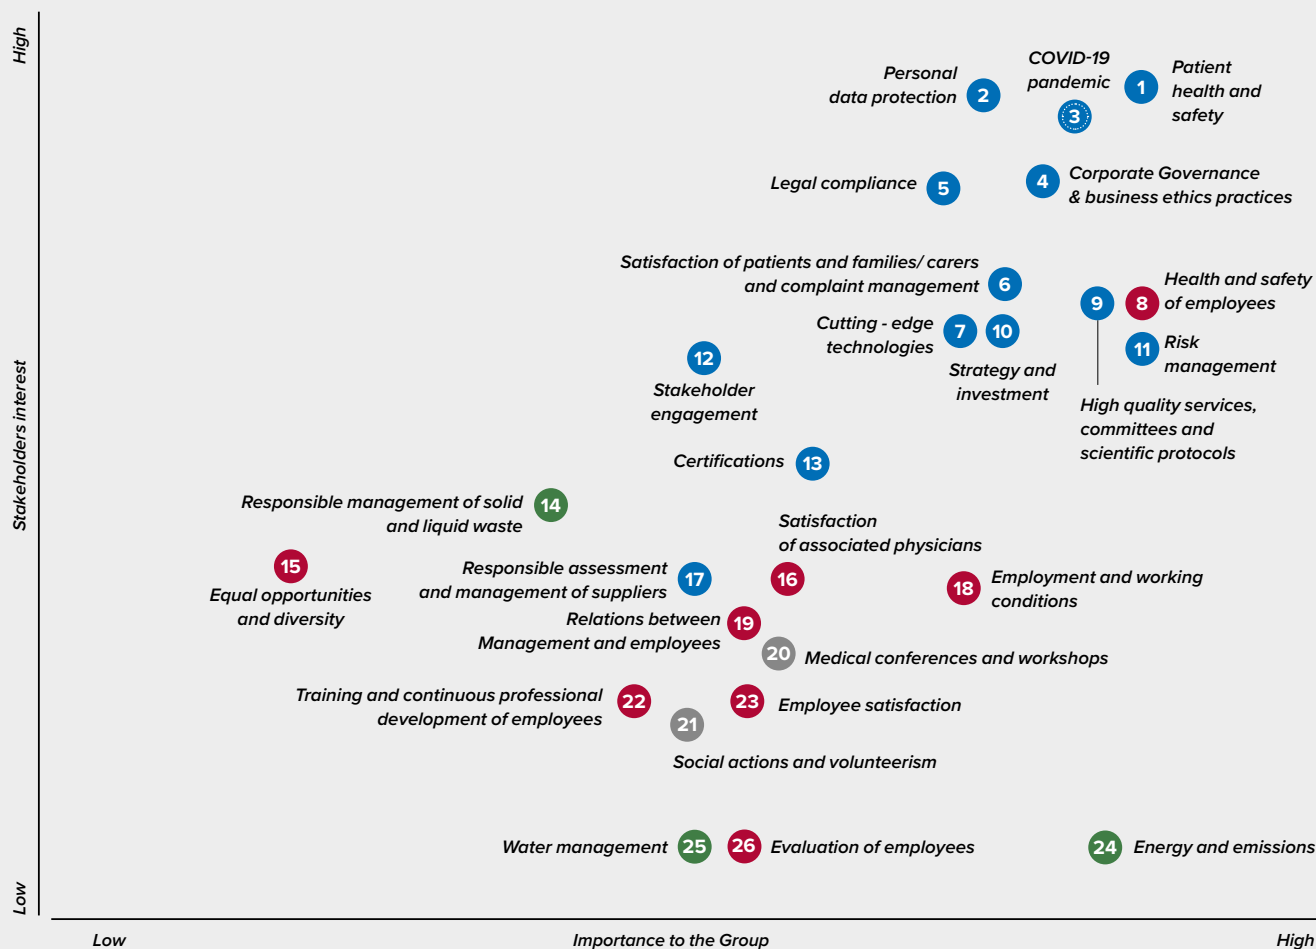 High
COVID-19
pandemic
3
Personal
data protection
2
1
Patient
health and
safety
Legal compliance
5
4
Corporate Governance
& business ethics practices
Satisfaction of patients and families/ carers
and complaint management
6
9
8
Health and safety
of employees
Cutting - edge
technologies
7
10
Strategy and
investment
11
Risk
management
12
Stakeholder
engagement
High quality services,
committees and
scientific protocols
Stakeholders interest
Certifications
13
Responsible management of solid
and liquid waste
14
Satisfaction
of associated physicians
16
15
Equal opportunities
and diversity
Responsible assessment
and management of suppliers
17
18
Employment and working
conditions
Relations between
Management and employees
19
20
Medical conferences and workshops
Training and continuous professional
development of employees
22
21
Social actions and volunteerism
23
Employee satisfaction
Water management
25
26
Evaluation of employees
24
Energy and emissions
Low
Low
Importance to the Group
High